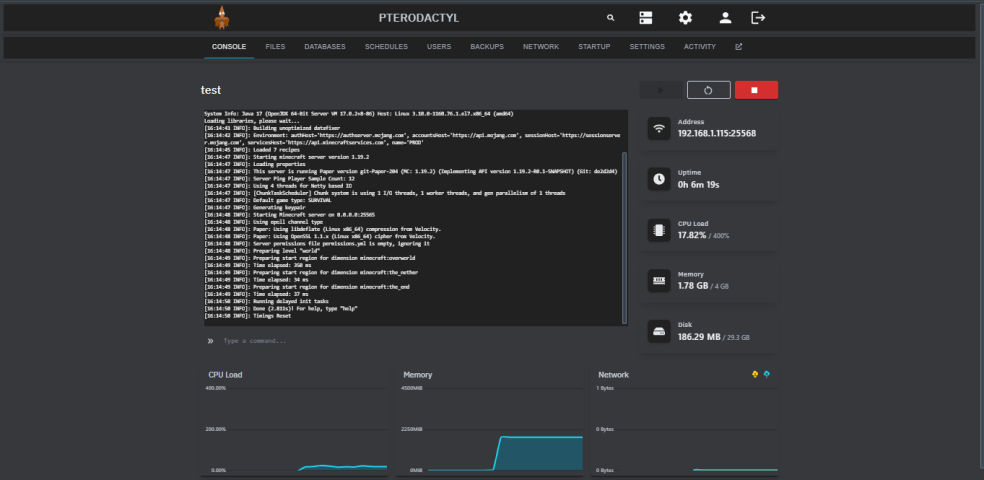 PTERODACTYL
CONSOLE FILES DATABASES SCHEDULES USERS BACKUPS NETWORK STARTUP SETTINGS ACTIVITY
test
System Info: Java 17 (OpenJDK 64-Bit Server VM 17.0.2+8-86) Host: Linux 3.10.0-1160.76.1.el7.x86_64 (amd64)
Loading libraries, please wait...
[16:14:43 INFO]: Building unoptimized datafixer
[16:14:43 INFO]: Environment: authHost='https://authserver.mojang.com', accountsHost='https://api.mojang.com', sessionHost='https://sessionserve
r.mojang.com', servicesHost='https://api.minecraftservices.com', name='PROD'
[16:14:45 INFO]: Loaded 7 recipes
[16:14:47 INFO]: Starting minecraft server version 1.19.2
[16:14:47 INFO]: Loading properties
[16:14:47 INFO]: This server is running Paper version git-Paper-204 (MC: 1.19.2) (Implementing API version 1.19.2-R0.1-SNAPSHOT) (Git:
[16:14:47 INFO]: Server Ping Player Sample Count: 12
[16:14:47 INFO]: Using 4 threads for Netty based IO
[16:14:47 INFO]: [ChunkTaskScheduler] Chunk system is using 1 I/O threads, 1 worker threads, and gen parallelism of 1 threads
[16:14:47 INFO]: Default game type: SURVIVAL
[16:14:47 INFO]: Generating keypair
[16:14:48 INFO]: Starting Minecraft server on 0.0.0.0:25565
[16:14:48 INFO]: Using epoll channel type
[16:14:48 INFO]: Paper: Using libdeflate (Linux x86_64) compression from Velocity.
[16:14:48 INFO]: Paper: Using OpenSSL 1.1.x (Linux x86_64) cipher from Velocity.
[16:14:48 INFO]: Server permissions file permissions.yml is empty, ignoring it
[16:14:48 INFO]: Preparing level "world"
[16:14:49 INFO]: Preparing start region for dimension minecraft:overworld
[16:14:49 INFO]: Time elapsed: 350 ms
[16:14:49 INFO]: Preparing start region for dimension minecraft:the_nether
[16:14:49 INFO]: Time elapsed: 34 ms
[16:14:49 INFO]: Preparing start region for dimension minecraft:the_end
[16:14:49 INFO]: Time elapsed: 37 ms
[16:14:50 INFO]: Running delayed init tasks
[16:14:50 INFO]: Done (2.811s)! For help, type "help"
[16:14:50 INFO]: Timings Reset
Type a command...
Address
192.168.1.115:25568
Uptime
0h 6m 19s
CPU Load
17.82% / 400%
Memory
1.78 GB / 4 GB
Disk
186.29 MB / 29.3 GB
CPU Load
400.00%
200.00%
0.00%
Memory
4500MiB
2250MiB
0MiB
Network
1 Bytes
0 Bytes
0 Bytes